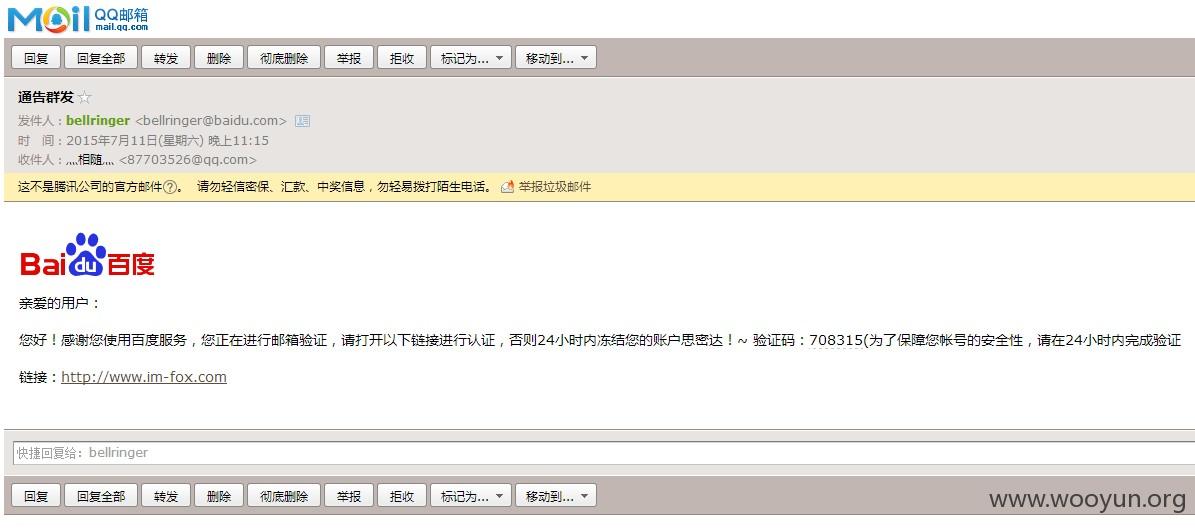 Mail QQ邮箱
mail.qq.com
回复 回复全部 转发 删除 彻底删除 举报 拒收 标记为... 移动到...
通告群发
发件人：bellringer <bellringer@baidu.com>
时 间：2015年7月11日(星期六) 晚上11:15
收件人：灬相随灬 <87703526@qq.com>
这不是腾讯公司的官方邮件?。 请勿轻信密保、汇款、中奖信息，勿轻易拨打陌生电话。 举报垃圾邮件
Baidu百度
亲爱的用户：
您好！感谢您使用百度服务，您正在进行邮箱验证，请打开以下链接进行认证，否则24小时内冻结您的账户思密达！~ 验证码：708315(为了保障您帐号的安全性，请在24小时内完成验证
链接：http://www.im-fox.com
快捷回复给：bellringer
回复 回复全部 转发 删除 彻底删除 举报 拒收 标记为... 移动到...
www.wooyun.org